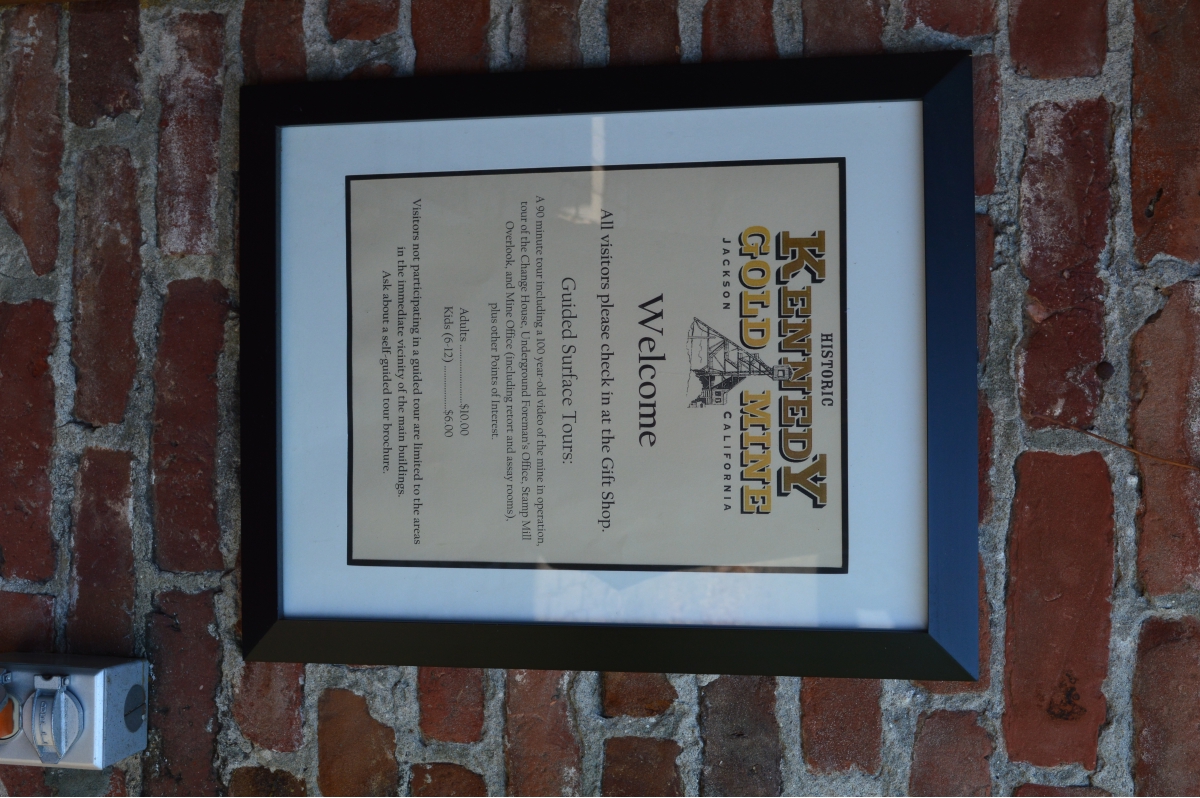 HISTORIC
KENNEDY
GOLD MINE
JACKSON CALIFORNIA
Welcome
All visitors please check in at the Gift Shop.
Guided Surface Tours:
A 90 minute tour including a 100 year-old video of the mine in operation,
tour of the Change House, Underground Foreman's Office, Stamp Mill
Overlook, and Mine Office (including retort and assay rooms),
plus other Points of Interest.
Adults ....................$10.00
Kids (6-12) ..............$6.00
Visitors not participating in a guided tour are limited to the areas
in the immediate vicinity of the main buildings.
Ask about a self-guided tour brochure.